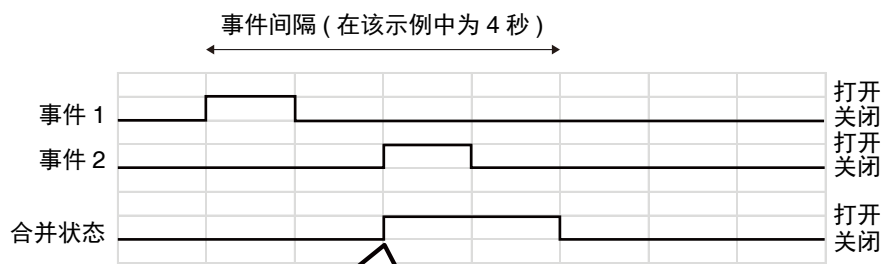 事件间隔 ( 在该示例中为 4 秒 )
事件 1
打开
关闭
事件 2
打开
关闭
合并状态
打开
关闭